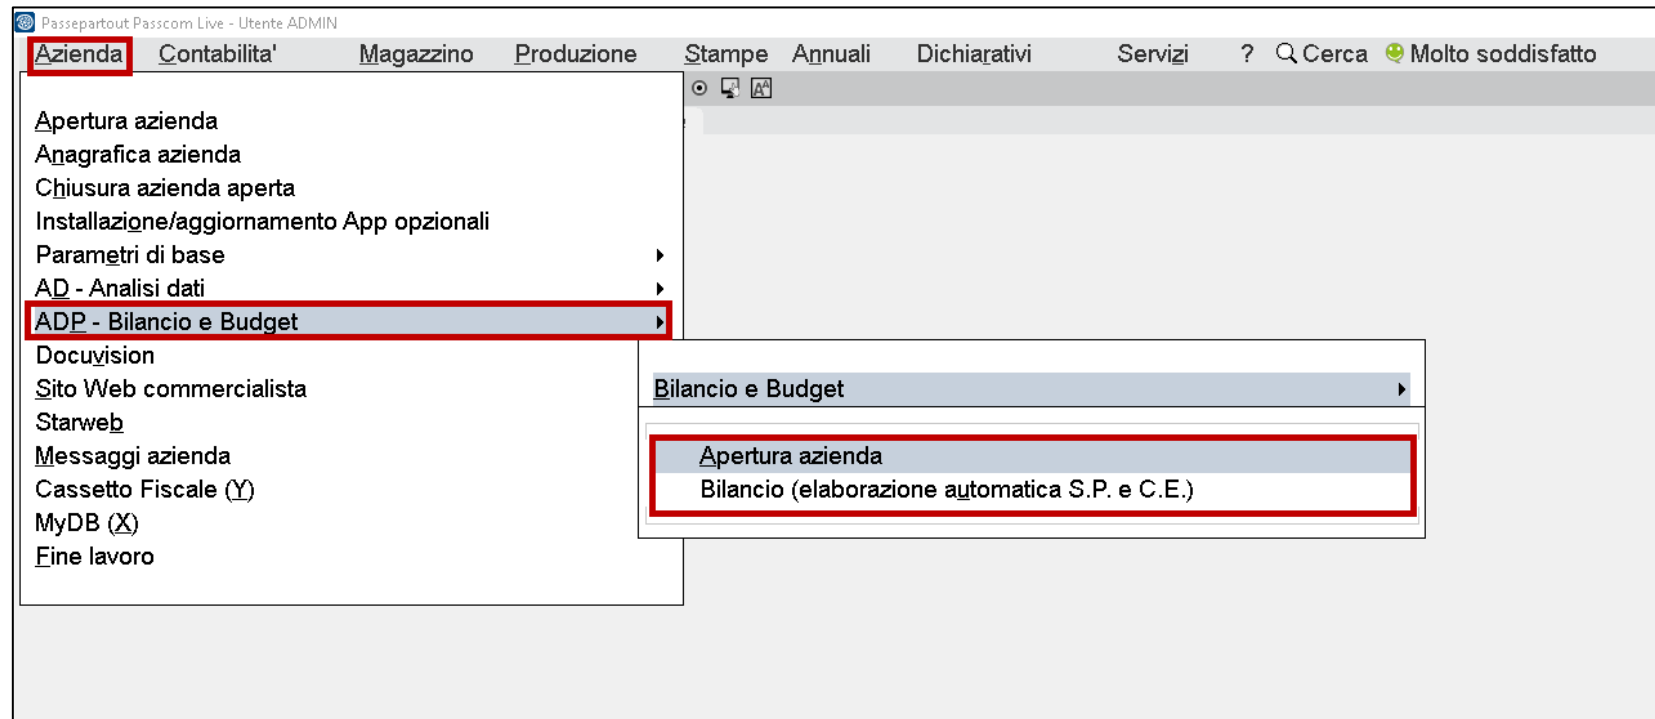 Passepartout Passcom Live - Utente ADMIN
Azienda Contabilita' Magazzino Produzione Stampe Annuali Dichiarativi Servizi ? Cerca Molto soddisfatto
Apertura azienda
Anagrafica azienda
Chiusura azienda aperta
Installazione/aggiornamento App opzionali
Parametri di base
AD - Analisi dati
ADP - Bilancio e Budget
Docuvision
Sito Web commercialista
Starweb
Messaggi azienda
Cassetto Fiscale (Y)
MyDB (X)
Fine lavoro
Bilancio e Budget
Apertura azienda
Bilancio (elaborazione automatica S.P. e C.E.)